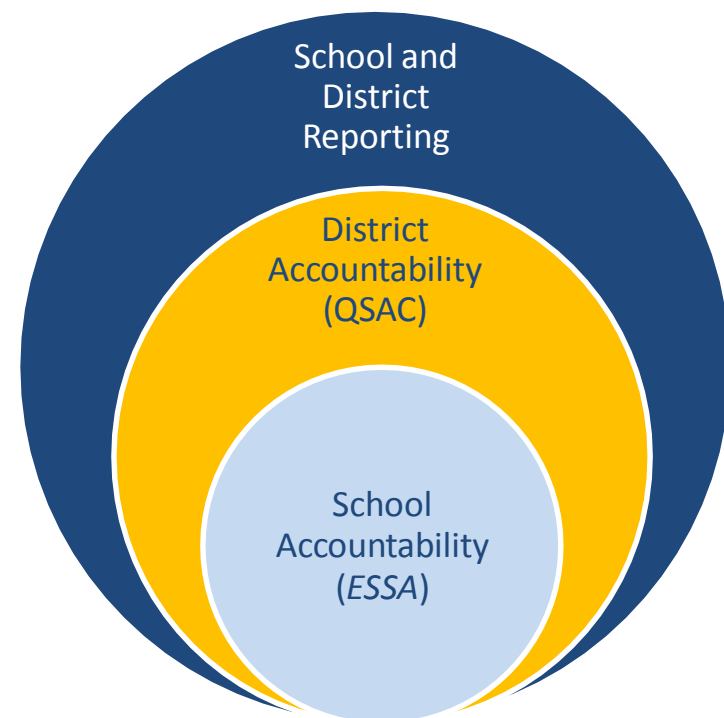 School and
District
Reporting
District
Accountability
(QSAC)
School
Accountability
(ESSA)